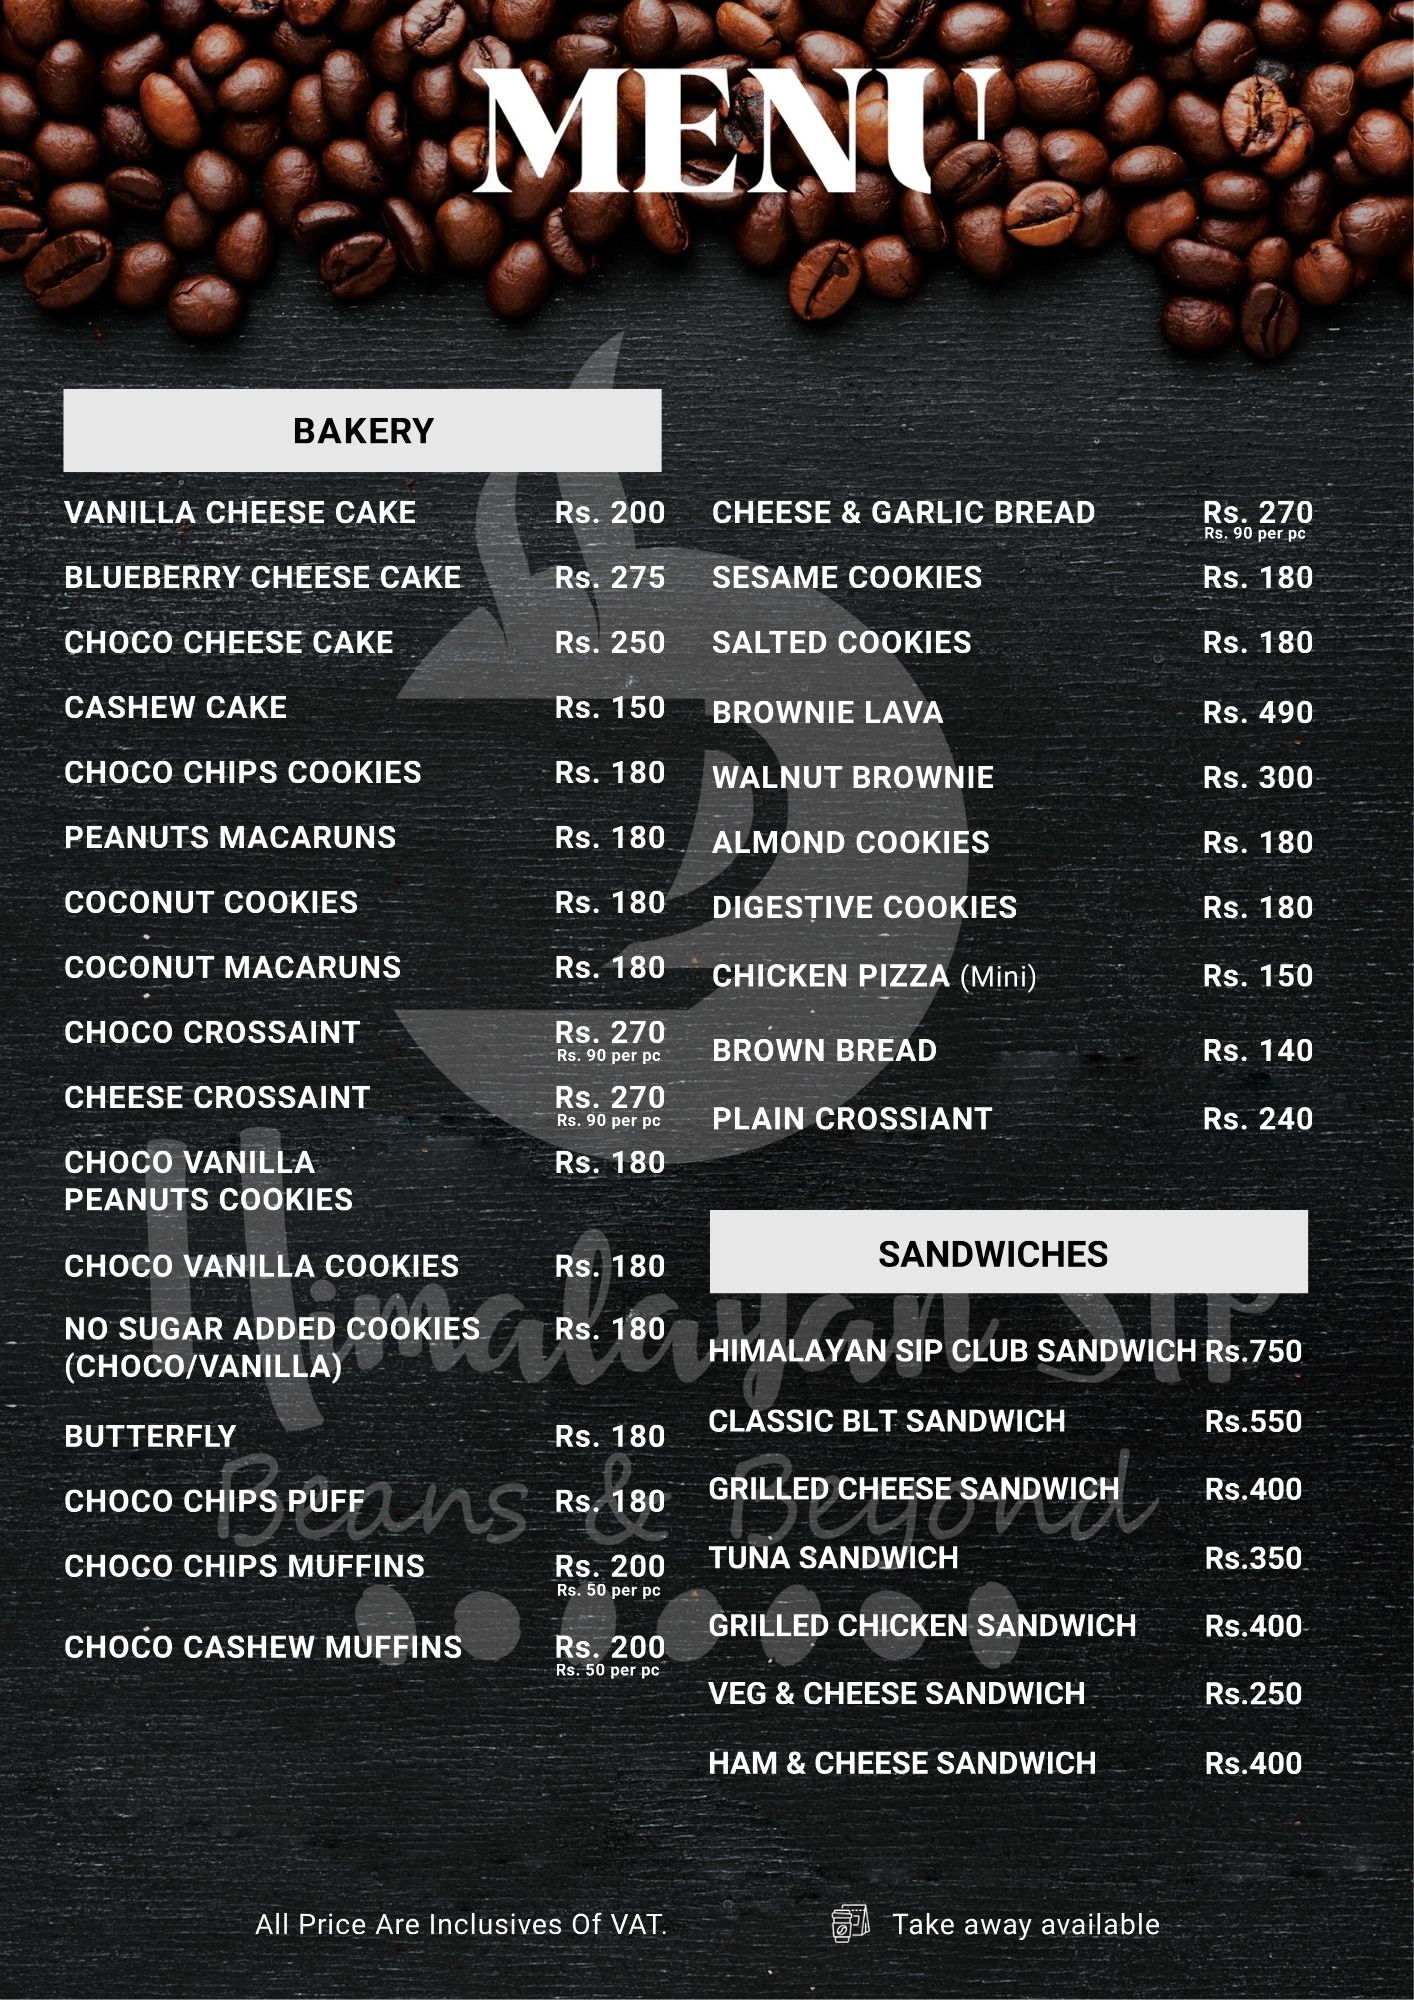 MENU
BAKERY
VANILLA CHEESE CAKE Rs. 200
BLUEBERRY CHEESE CAKE Rs. 275
CHOCO CHEESE CAKE Rs. 250
CASHEW CAKE Rs. 150
CHOCO CHIPS COOKIES Rs. 180
PEANUTS MACARUNS Rs. 180
COCONUT COOKIES Rs. 180
COCONUT MACARUNS Rs. 180
CHOCO CROSSAINT Rs. 270
Rs. 90 per pc
CHEESE CROSSAINT Rs. 270
Rs. 90 per pc
CHOCO VANILLA Rs. 180
PEANUTS COOKIES
CHOCO VANILLA COOKIES Rs. 180
NO SUGAR ADDED COOKIES Rs. 180
(CHOCO/VANILLA)
BUTTERFLY Rs. 180
CHOCO CHIPS PUFF Rs. 180
CHOCO CHIPS MUFFINS Rs. 200
Rs. 50 per pc
CHOCO CASHEW MUFFINS Rs. 200
Rs. 50 per pc
CHEESE & GARLIC BREAD Rs. 270
Rs. 90 per pc
SESAME COOKIES Rs. 180
SALTED COOKIES Rs. 180
BROWNIE LAVA Rs. 490
WALNUT BROWNIE Rs. 300
ALMOND COOKIES Rs. 180
DIGESTIVE COOKIES Rs. 180
CHICKEN PIZZA (Mini) Rs. 150
BROWN BREAD Rs. 140
PLAIN CROSSIANT Rs. 240
SANDWICHES
HIMALAYAN SIP CLUB SANDWICH Rs.750
CLASSIC BLT SANDWICH Rs.550
GRILLED CHEESE SANDWICH Rs.400
TUNA SANDWICH Rs.350
GRILLED CHICKEN SANDWICH Rs.400
VEG & CHEESE SANDWICH Rs.250
HAM & CHEESE SANDWICH Rs.400
Himalayan SIP
Beans & Beyond
All Price Are Inclusives Of VAT.
Take away available